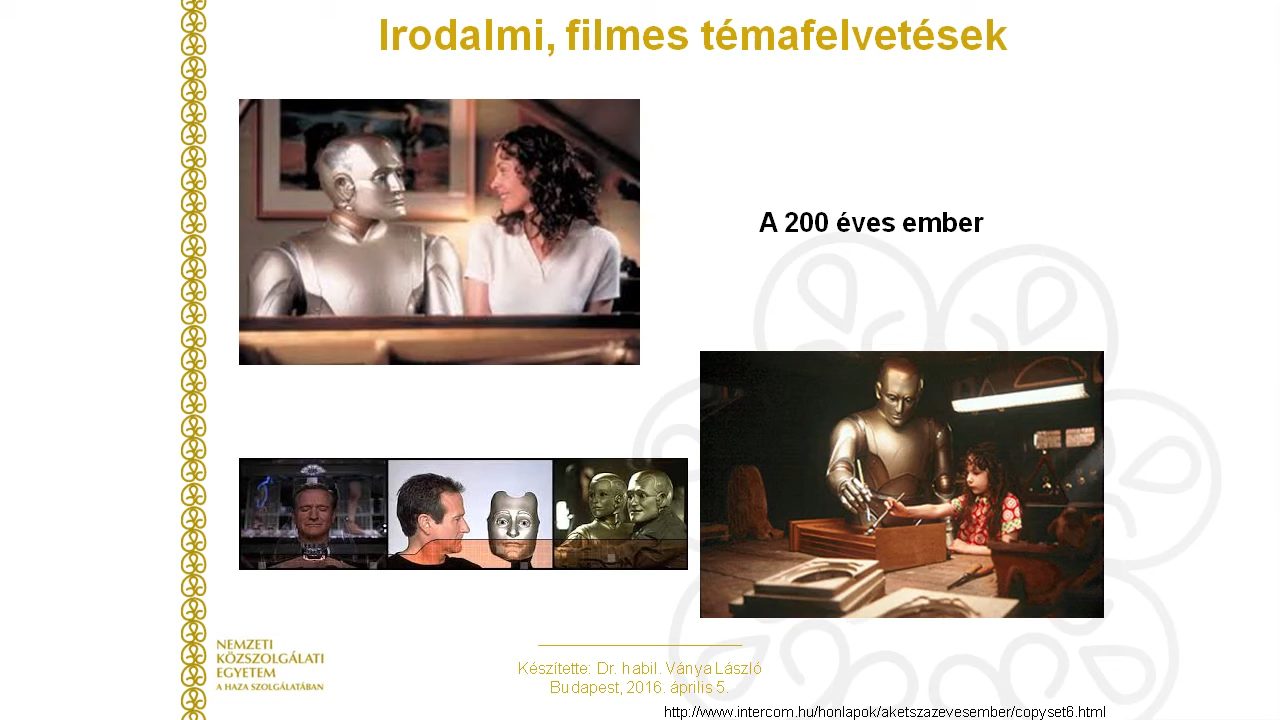 Irodalmi, filmes témafelvetések
A 200 éves ember
NEMZETI
KÖZSZOLGÁLATI
EGYETEM
A HAZA SZOLGÁLATÁBAN
Készítette: Dr. habil. Ványa László
Budapest, 2016. április 5.
http://www.intercom.hu/honlapok/aketszazevesember/copyset6.html